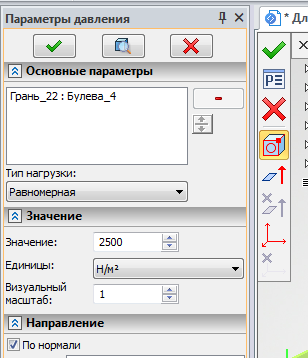 Параметры давления
* Дл
Основные параметры
Грань_22 : Булева_4
Тип нагрузки:
Равномерная
Значение
Значение: 2500
Единицы: Н/м²
Визуальный масштаб: 1
Направление
По нормали